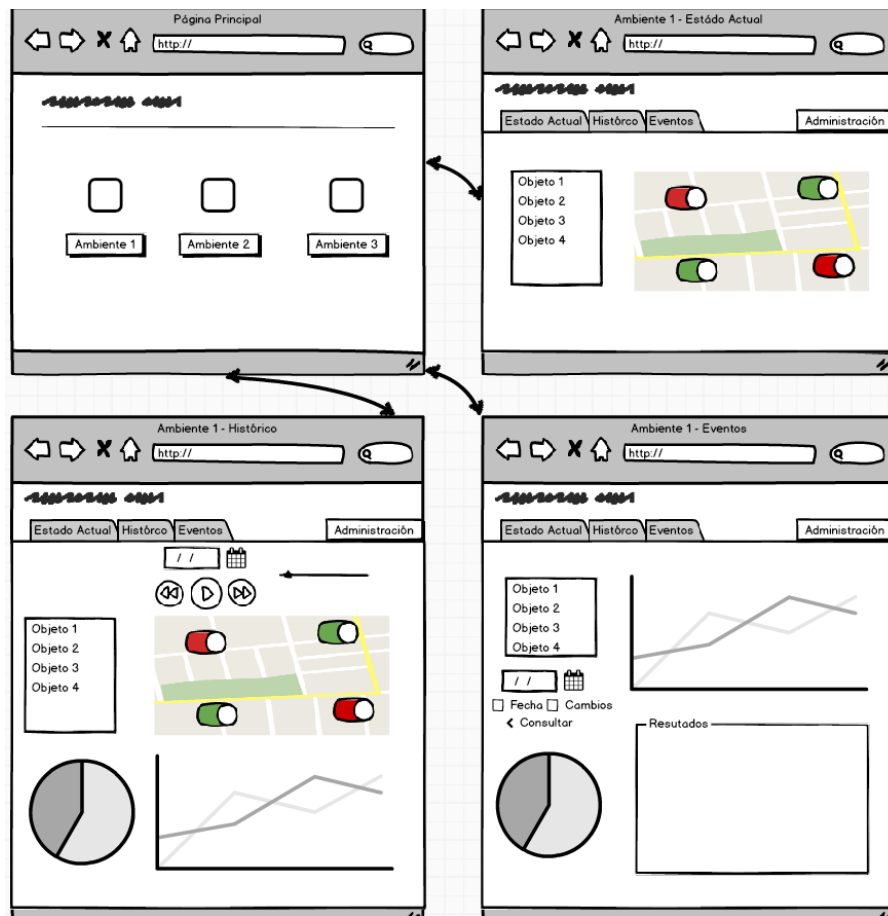 Página Principal
http://
Ambiente 1
Ambiente 2
Ambiente 3
Ambiente 1 - Estádo Actual
http://
Estado Actual
Histórco
Eventos
Administración
Objeto 1
Objeto 2
Objeto 3
Objeto 4
Ambiente 1 - Histórico
http://
Estado Actual
Histórco
Eventos
Administración
/ /
Objeto 1
Objeto 2
Objeto 3
Objeto 4
Ambiente 1 - Eventos
http://
Estado Actual
Histórco
Eventos
Administración
Objeto 1
Objeto 2
Objeto 3
Objeto 4
/ /
Fecha
Cambios
Consultar
Resutados